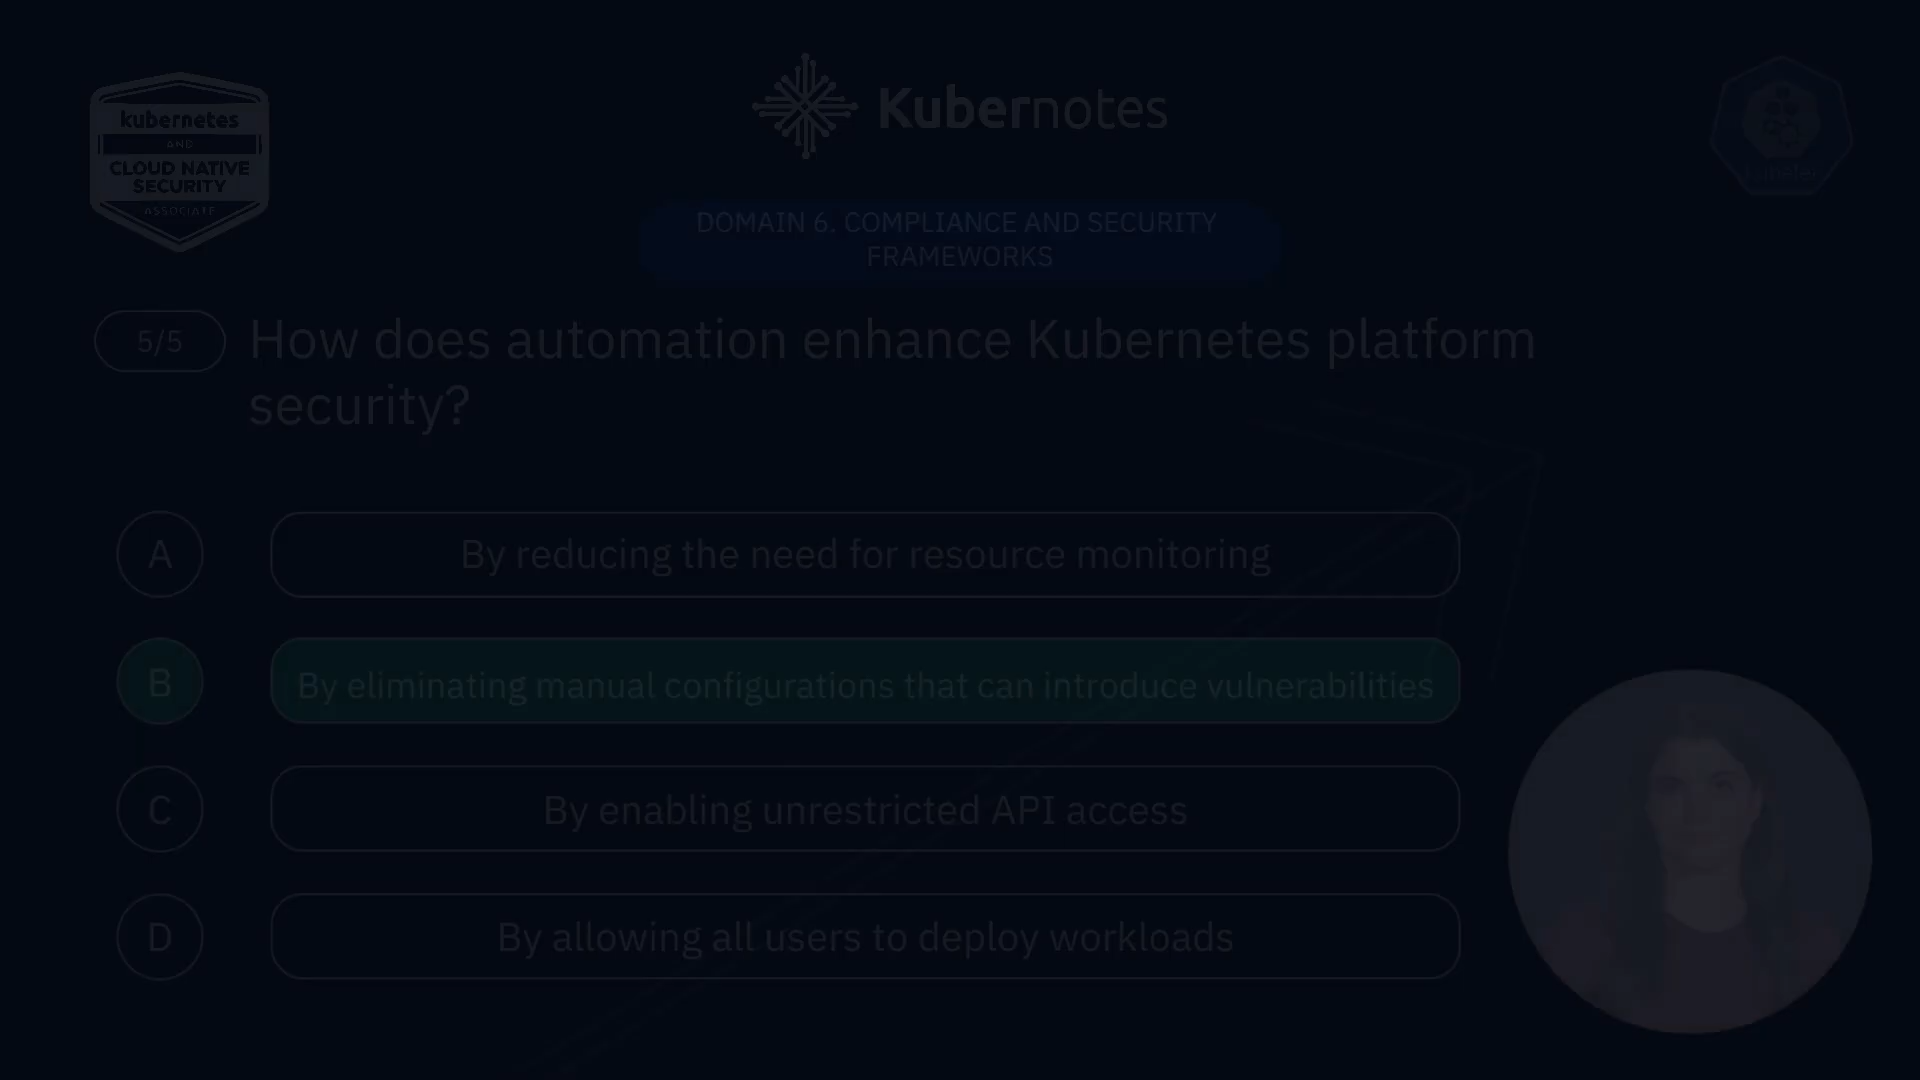 kubernetes
AND
CLOUD NATIVE
SECURITY
ASSOCIATE
Kubernotes
DOMAIN 6. COMPLIANCE AND SECURITY
FRAMEWORKS
5/5
How does automation enhance Kubernetes platform
security?
A
By reducing the need for resource monitoring
B
By eliminating manual configurations that can introduce vulnerabilities
C
By enabling unrestricted API access
D
By allowing all users to deploy workloads